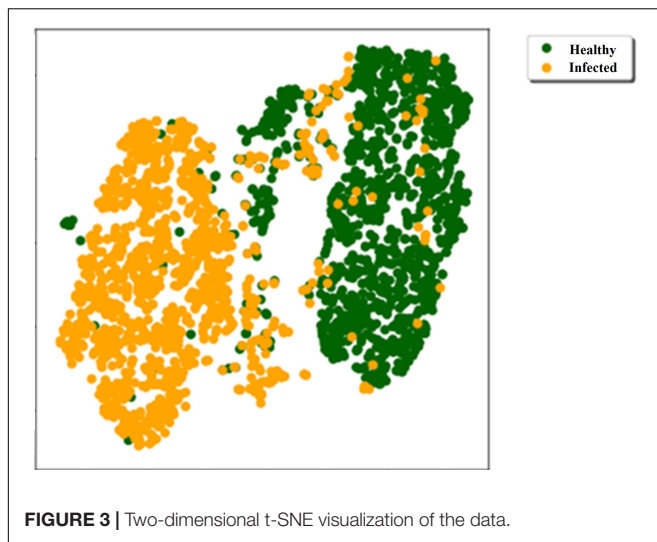 Healthy
Infected
FIGURE 3 | Two-dimensional t-SNE visualization of the data.